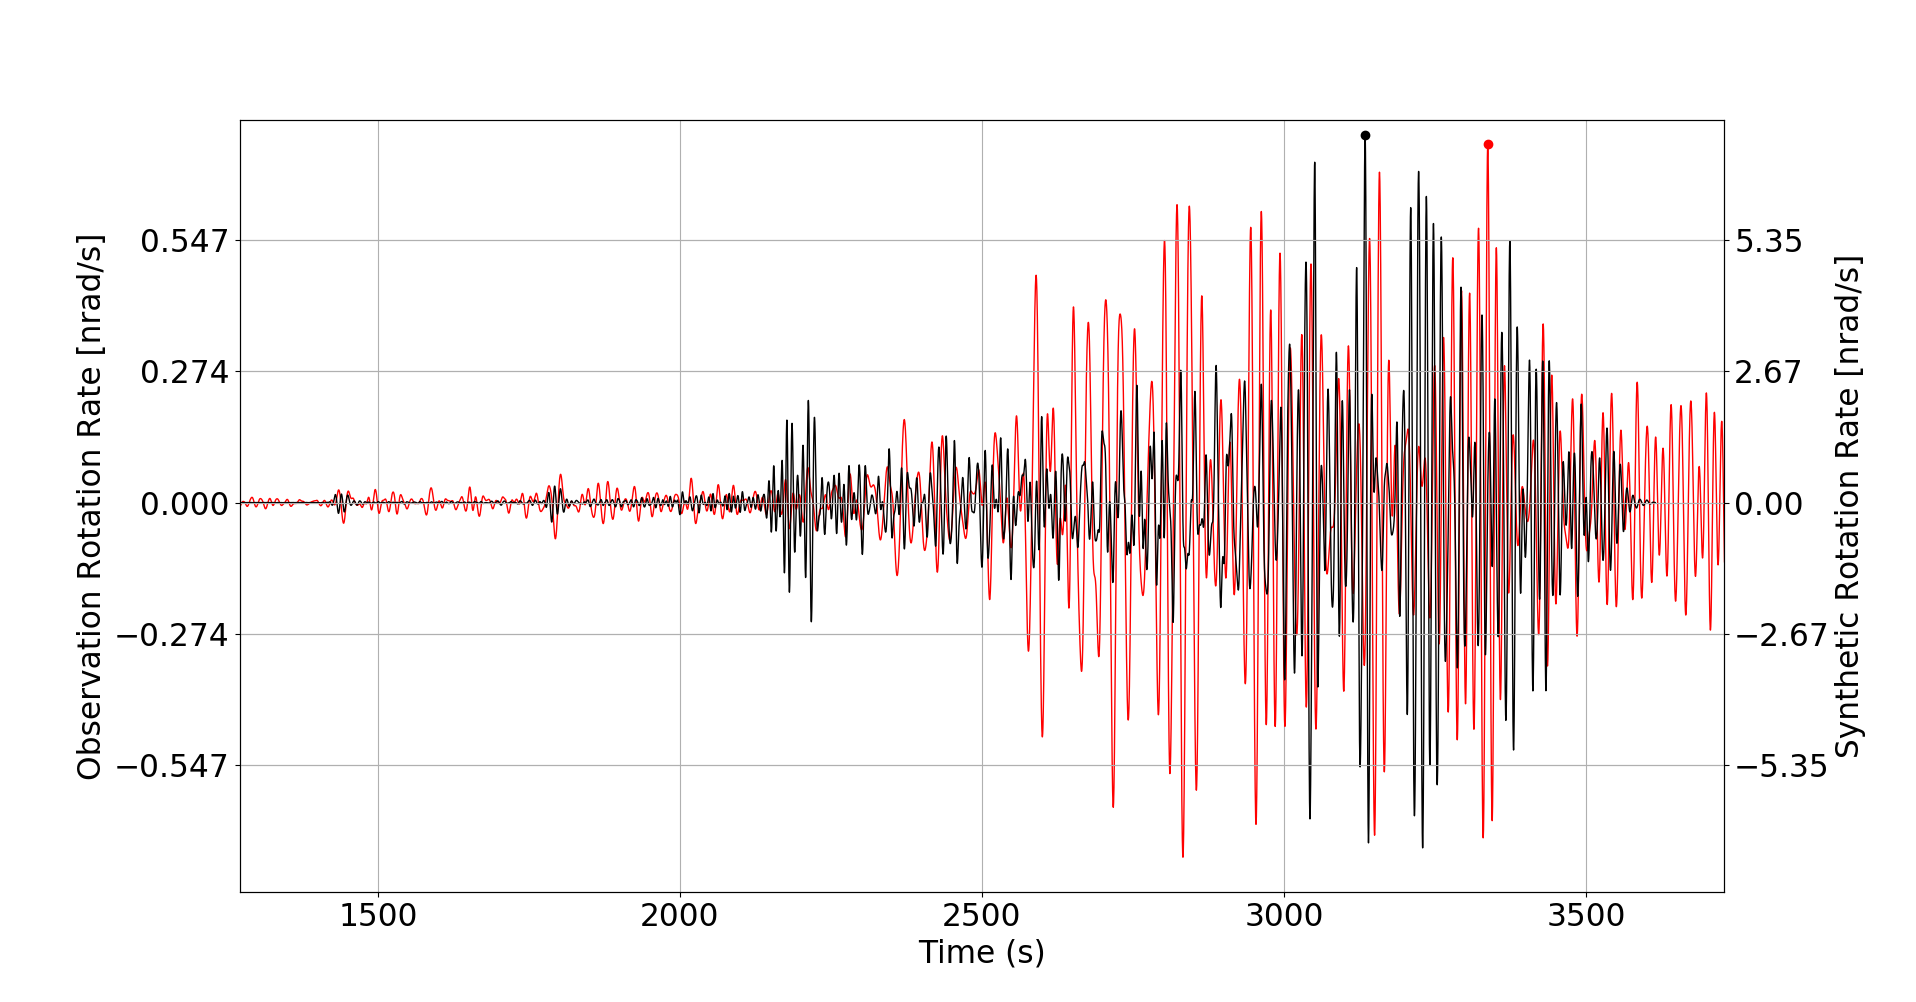 Observation Rotation Rate [nrad/s]
0.547
0.274
0.000
−0.274
−0.547
5.35
2.67
0.00
−2.67
−5.35
Synthetic Rotation Rate [nrad/s]
1500 2000 2500 3000 3500
Time (s)